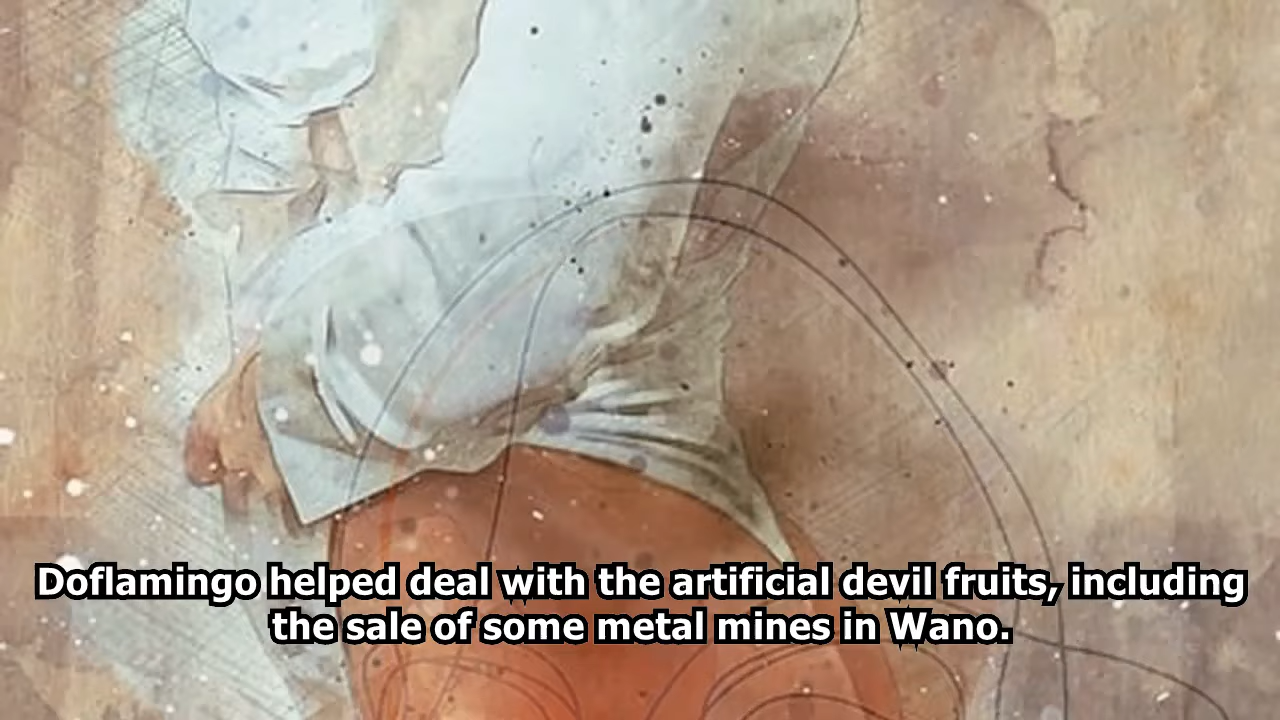 Doflamingo helped deal with the artificial devil fruits, including
the sale of some metal mines in Wano.